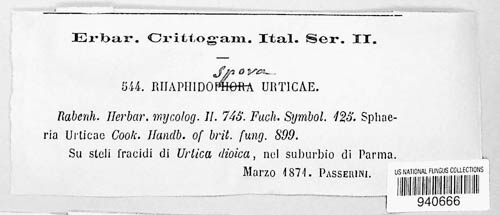 Erbar. Crittogam. Ital. Ser. II.
spora
544. RHAPHIDOPHORA URTICAE.
Rabenh. Herbar. mycolog. II. 745. Fuch. Symbol. 125. Sphae-
ria Urticae Cook. Handb. of brit. fung. 899.
Su steli fracidi di Urtica dioica, nel suburbio di Parma.
Marzo 1871. PASSERINI.
US NATIONAL FUNGUS COLLECTIONS
940666